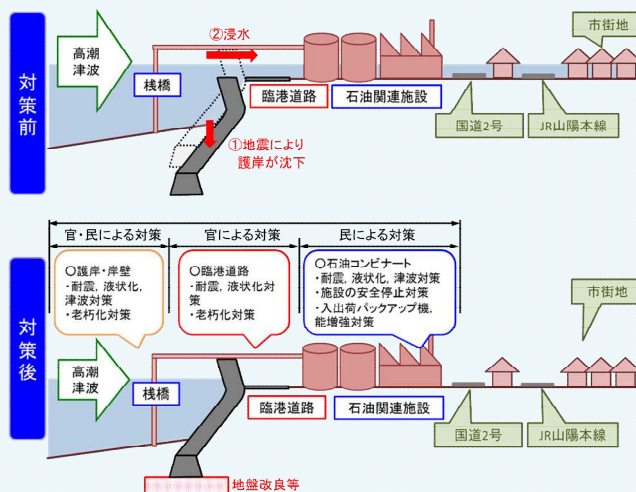 対策前
高潮
津波
②浸水
桟橋
臨港道路
石油関連施設
市街地
国道2号
JR山陽本線
①地震により
護岸が沈下
官・民による対策
官による対策
民による対策
対策後
○護岸・岸壁
・耐震, 液状化,
津波対策
・老朽化対策
○臨港道路
・耐震, 液状化対
策
・老朽化対策
○石油コンビナート
・耐震, 液状化, 津波対策
・施設の安全停止対策
・入出荷バックアップ機,
能増強対策
市街地
高潮
津波
桟橋
臨港道路
石油関連施設
国道2号
JR山陽本線
地盤改良等